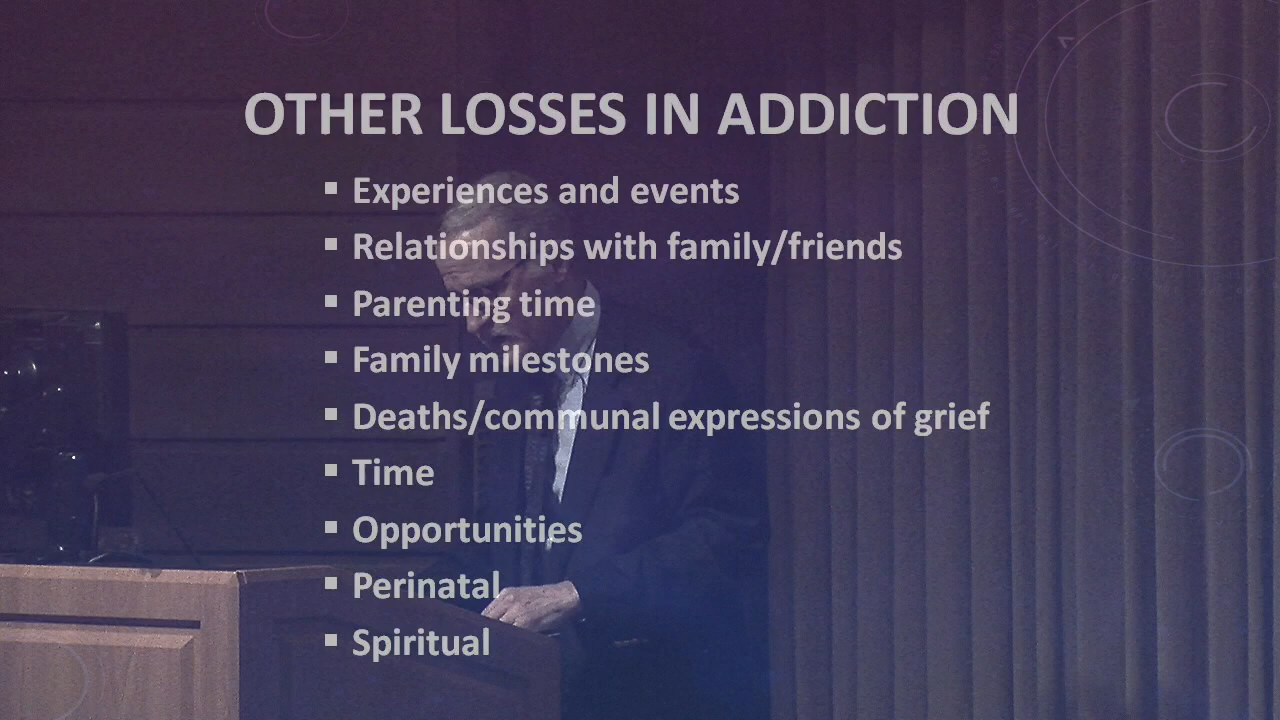 OTHER LOSSES IN ADDICTION
▪ Experiences and events
▪ Relationships with family/friends
▪ Parenting time
▪ Family milestones
▪ Deaths/communal expressions of grief
▪ Time
▪ Opportunities
▪ Perinatal
▪ Spiritual